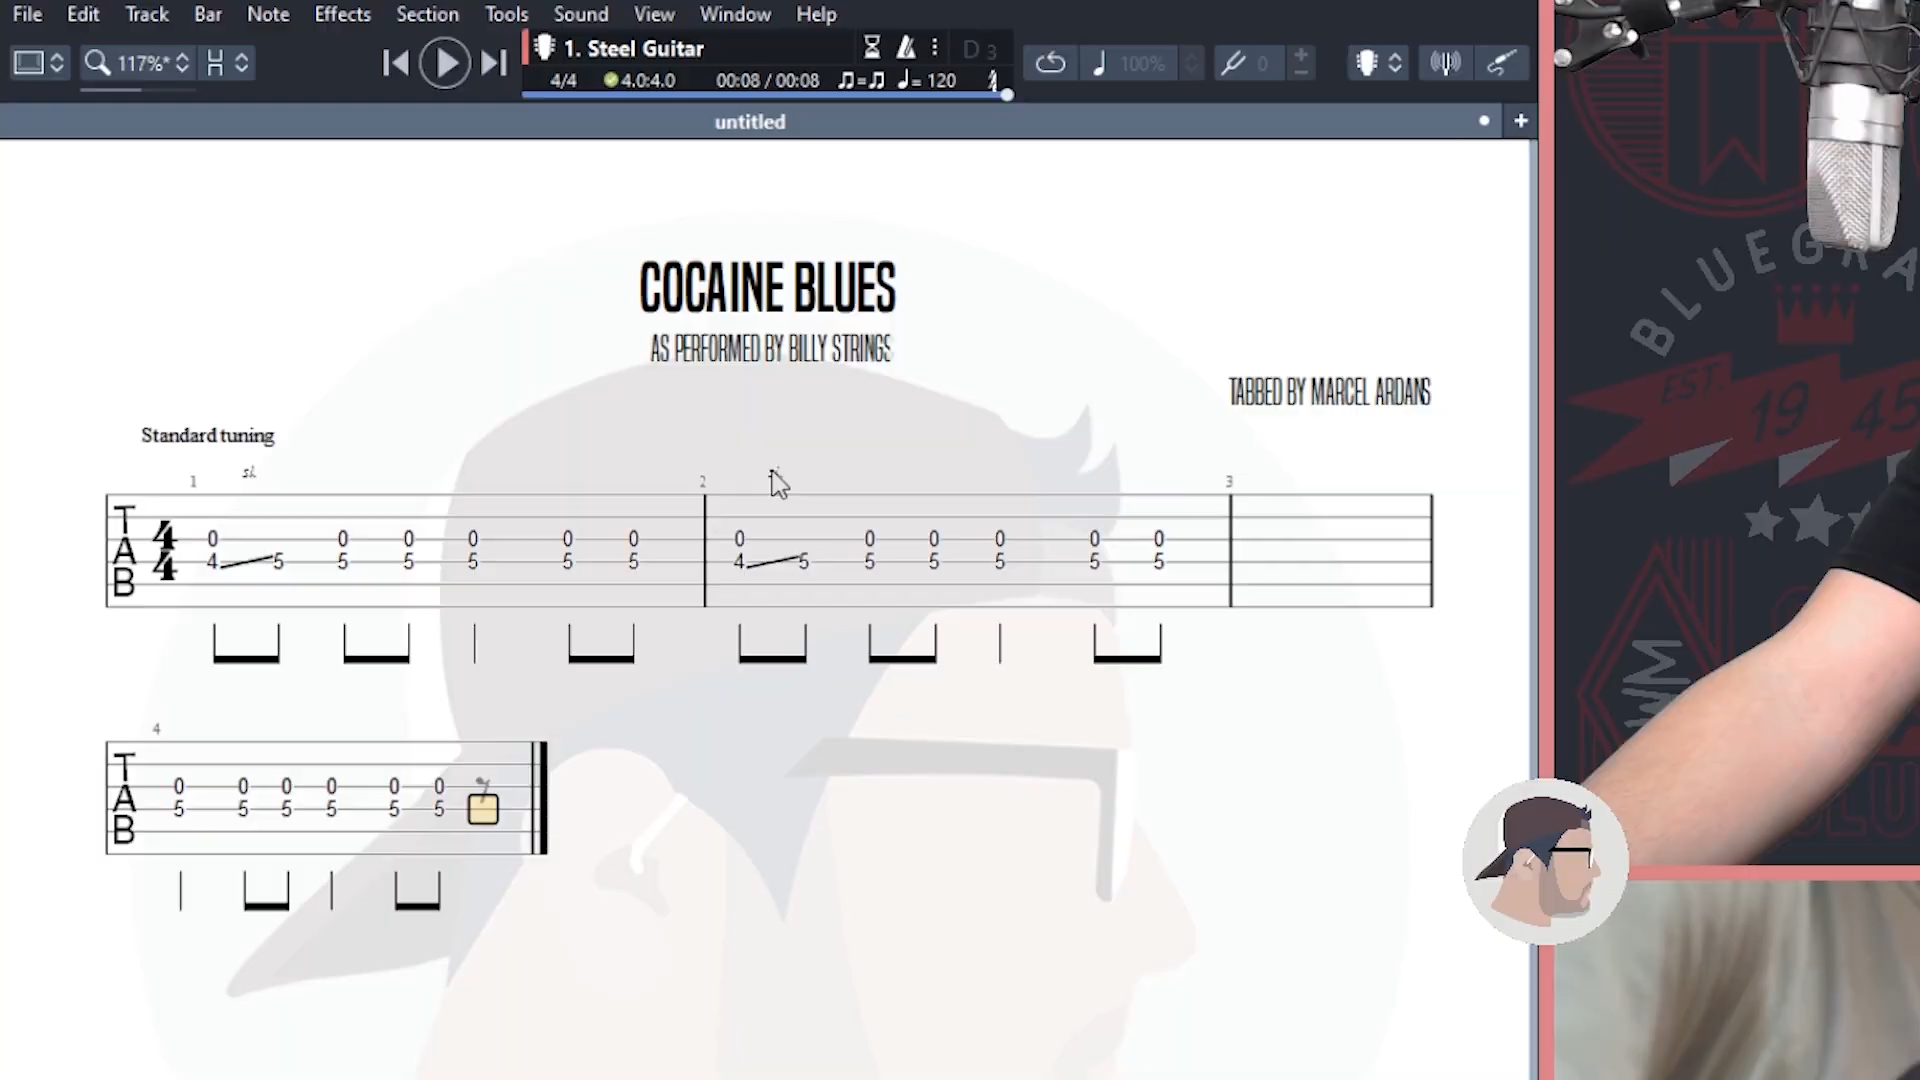 File Edit Track Bar Note Effects Section Tools Sound View Window Help
117%* 1. Steel Guitar D 3 100% 0
4/4 4.0:4.0 00:08 / 00:08 = 120
untitled
COCAINE BLUES
AS PERFORMED BY BILLY STRINGS
TABBED BY MARCEL ARDANS
Standard tuning
sl.
1 2 3
T A B 4/4
0 0 0 0 0 0 0 0 0 0 0 0
4 5 5 5 5 5 5 4 5 5 5 5 5 5
4
T A B
0 0 0 0 0 0
5 5 5 5 5 5
BLUEGRA
EST. 19 45